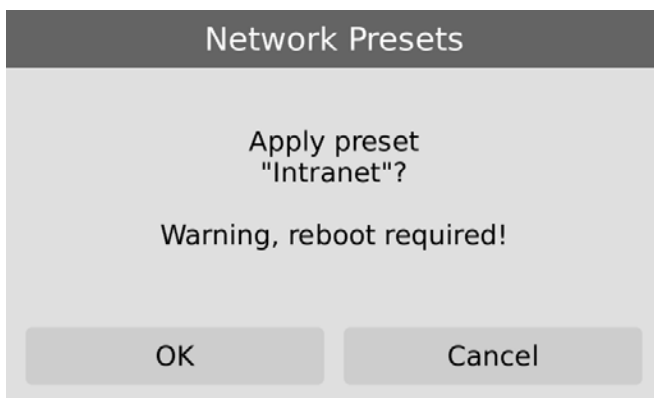 Network Presets
Apply preset
"Intranet"?
Warning, reboot required!
OK
Cancel